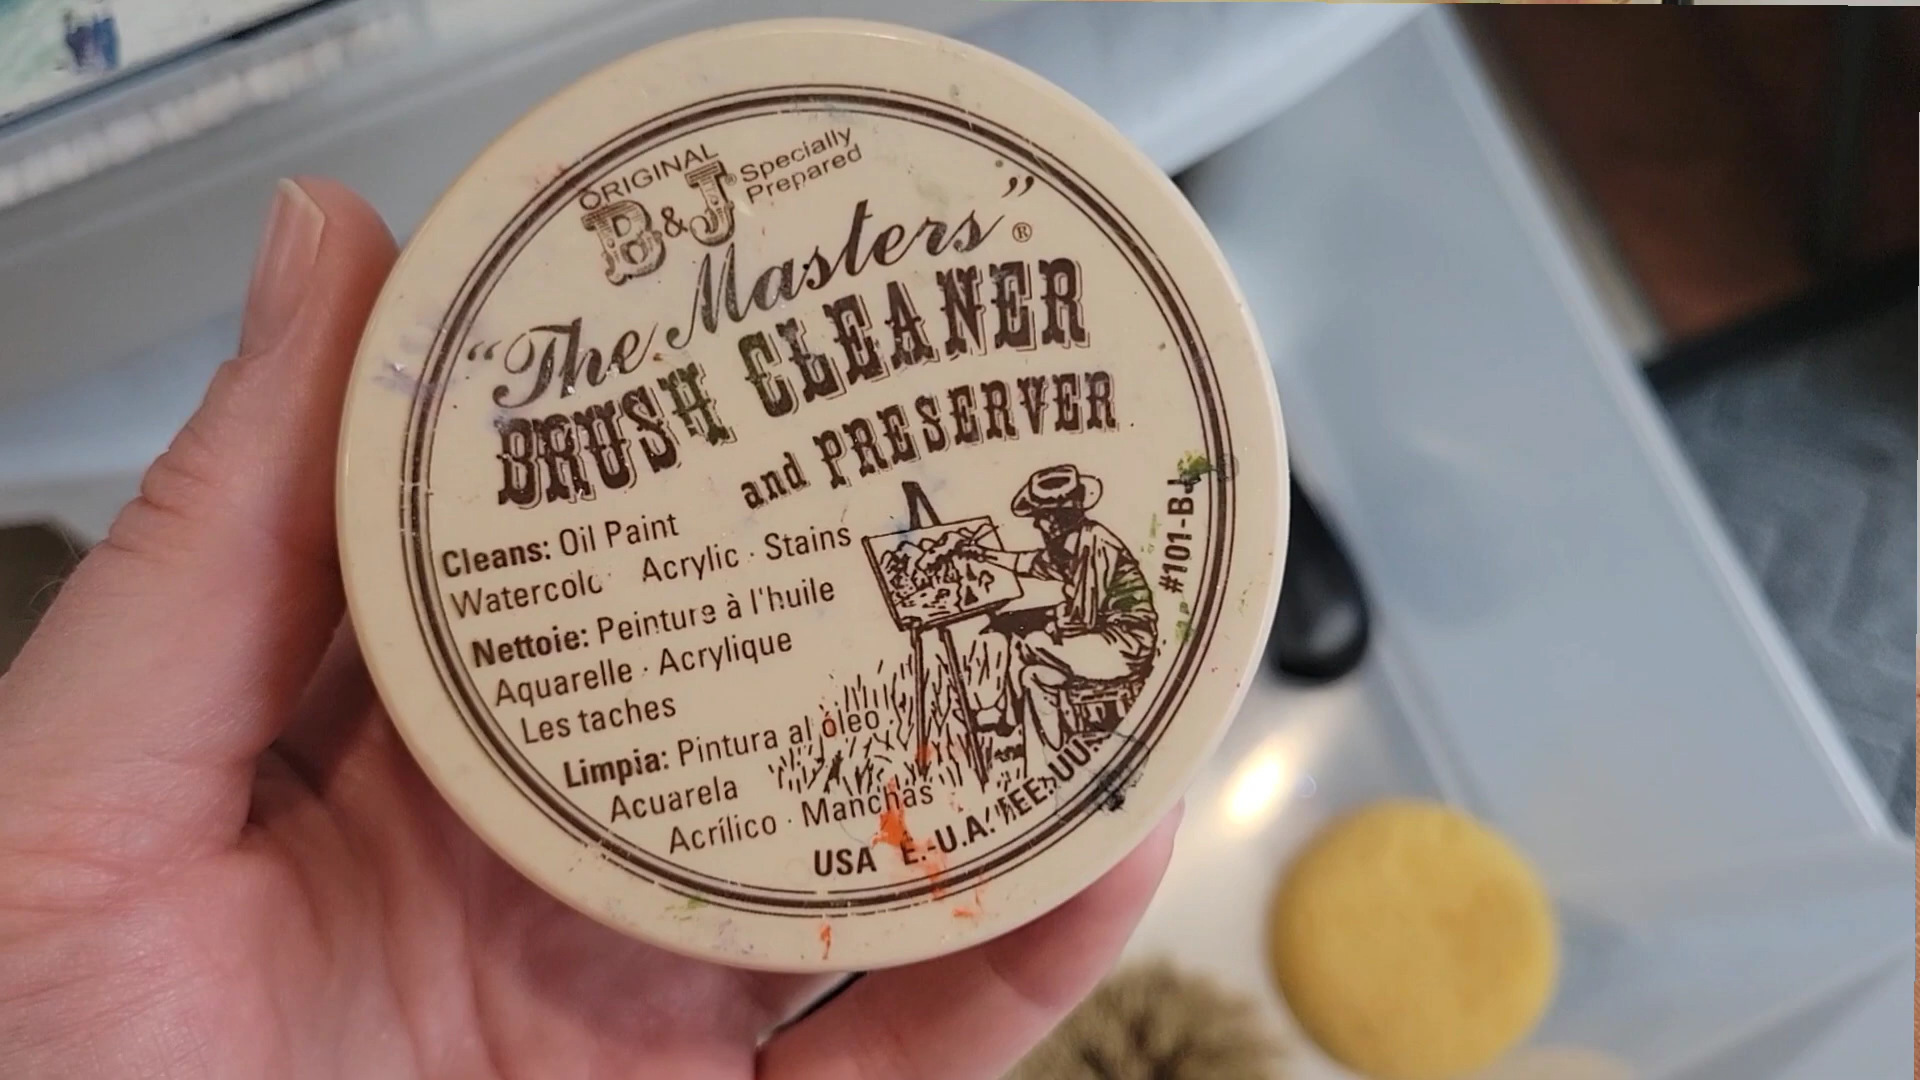 ORIGINAL
B&J® Specially
Prepared
"The Masters"®
BRUSH CLEANER
and PRESERVER
Cleans: Oil Paint
Acrylic · Stains
Nettoie: Peinture à l'huile
Aquarelle · Acrylique
Les taches
Limpia: Pintura al óleo
Acuarela
Acrílico · Manchas
USA E.-U.A. EE.UU.
#101-BJ